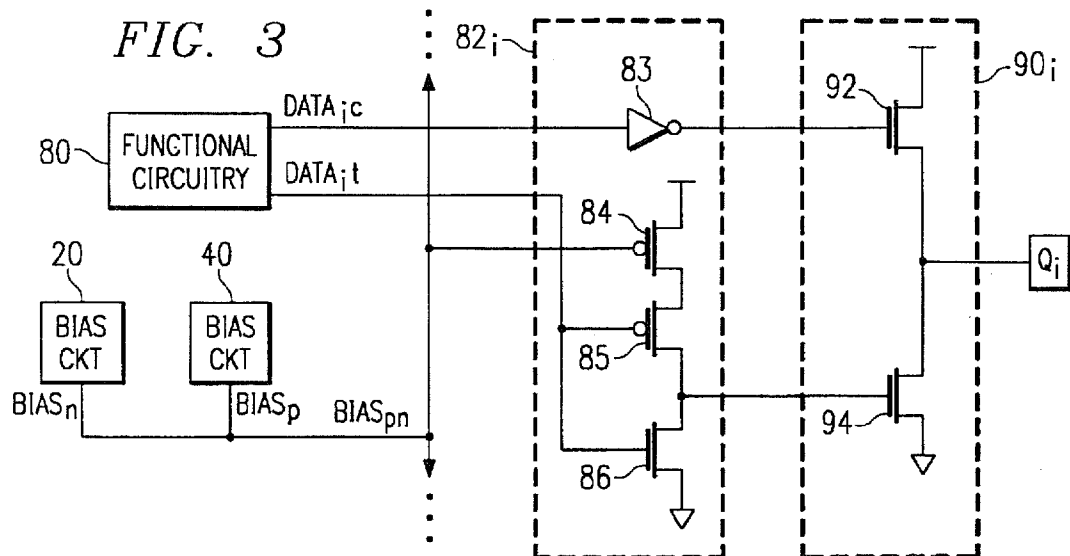 FIG. 3
82i
83
90i
92
DATAic
80
FUNCTIONAL
CIRCUITRY
DATAit
84
20
40
Qi
BIAS
CKT
BIAS
CKT
85
BIASn
BIASp
BIASpn
94
86